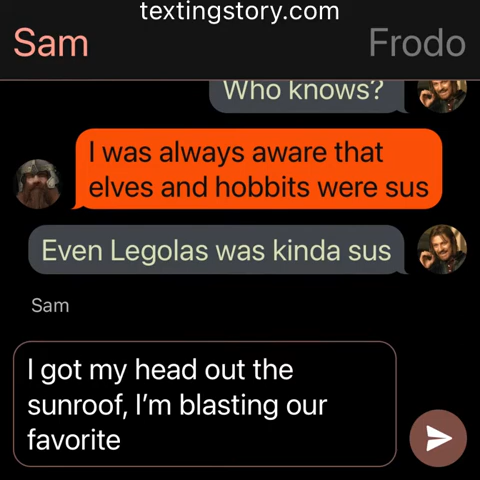 textingstory.com
Sam Frodo
Who knows?
I was always aware that
elves and hobbits were sus
Even Legolas was kinda sus
Sam
I got my head out the
sunroof, I’m blasting our
favorite